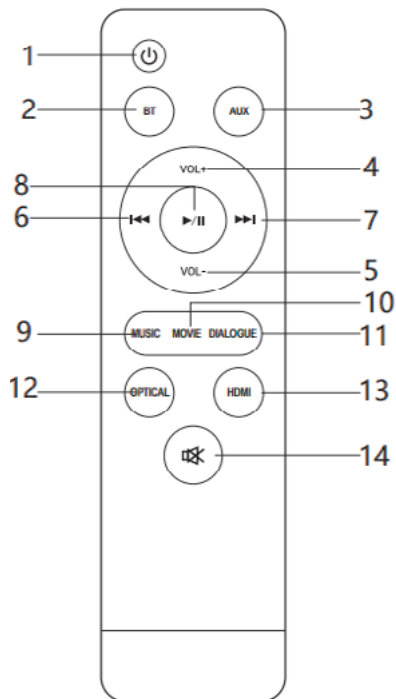 1
2 BT AUX 3
VOL+ 4
8
6 7
VOL- 5
10
9 MUSIC MOVIE DIALOGUE 11
12 OPTICAL HDMI 13
14